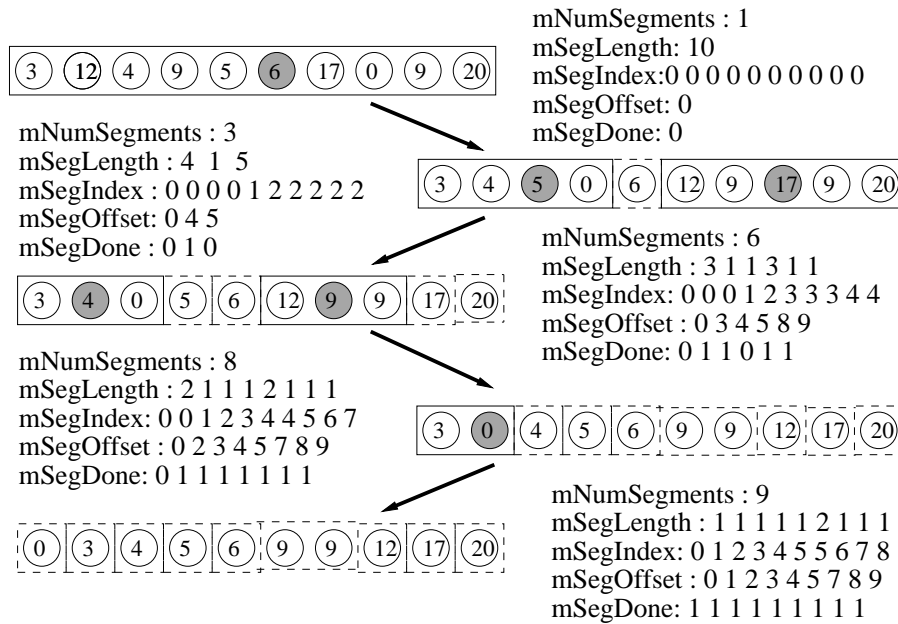 mNumSegments : 1
mSegLength: 10
mSegIndex:0 0 0 0 0 0 0 0 0 0
mSegOffset: 0
mSegDone: 0
3 12 4 9 5 6 17 0 9 20
mNumSegments : 3
mSegLength : 4 1 5
mSegIndex : 0 0 0 0 1 2 2 2 2 2
mSegOffset: 0 4 5
mSegDone : 0 1 0
3 4 5 0 6 12 9 17 9 20
mNumSegments : 6
mSegLength : 3 1 1 3 1 1
mSegIndex: 0 0 0 1 2 3 3 3 4 4
mSegOffset : 0 3 4 5 8 9
mSegDone: 0 1 1 0 1 1
3 4 0 5 6 12 9 9 17 20
mNumSegments : 8
mSegLength : 2 1 1 1 2 1 1 1
mSegIndex: 0 0 1 2 3 4 4 5 6 7
mSegOffset : 0 2 3 4 5 7 8 9
mSegDone: 0 1 1 1 1 1 1 1
3 0 4 5 6 9 9 12 17 20
mNumSegments : 9
mSegLength : 1 1 1 1 1 2 1 1 1
mSegIndex: 0 1 2 3 4 5 5 6 7 8
mSegOffset : 0 1 2 3 4 5 7 8 9
mSegDone: 1 1 1 1 1 1 1 1 1
0 3 4 5 6 9 9 12 17 20